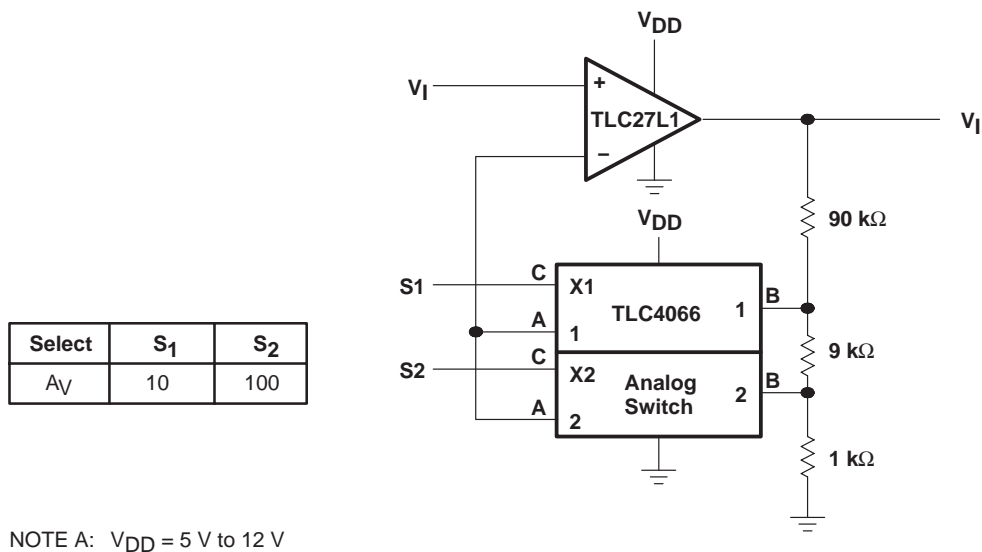 VDD
VI
+
TLC27L1
−
VI
VDD
90 kΩ
S1
C
X1
TLC4066
1
B
A
1
9 kΩ
S2
C
X2
Analog
Switch
2
B
A
2
1 kΩ
Select S1 S2
AV 10 100
NOTE A: VDD = 5 V to 12 V